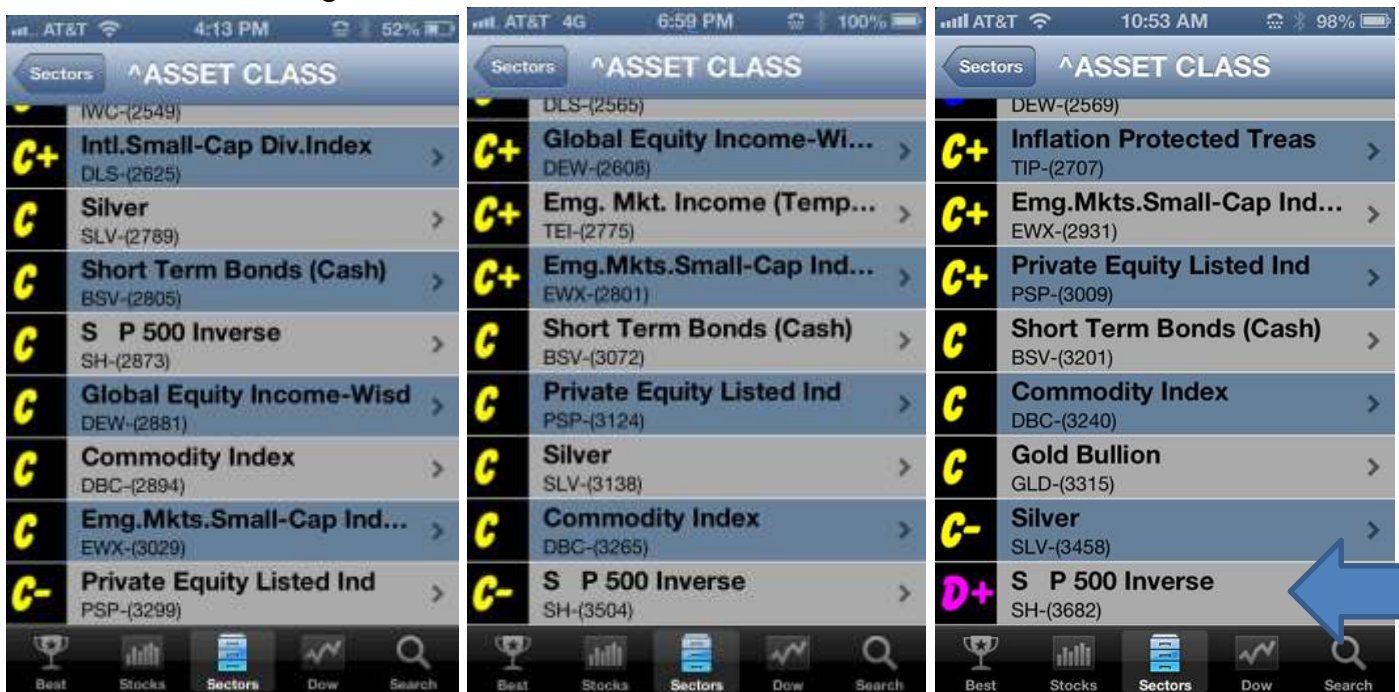 AT&T 4:13 PM 52%
Sectors ^ASSET CLASS
IWC-(2549)
C+ Intl.Small-Cap Div.Index
DLS-(2625)
C Silver
SLV-(2789)
C Short Term Bonds (Cash)
BSV-(2805)
C S P 500 Inverse
SH-(2873)
C Global Equity Income-Wisd
DEW-(2881)
C Commodity Index
DBC-(2894)
C Emg.Mkts.Small-Cap Ind...
EWX-(3029)
C- Private Equity Listed Ind
PSP-(3299)
Best Stocks Sectors Dow Search
AT&T 4G 6:59 PM 100%
Sectors ^ASSET CLASS
DLS-(2565)
C+ Global Equity Income-Wi...
DEW-(2608)
C+ Emg. Mkt. Income (Temp...
TEI-(2775)
C+ Emg.Mkts.Small-Cap Ind...
EWX-(2801)
C Short Term Bonds (Cash)
BSV-(3072)
C Private Equity Listed Ind
PSP-(3124)
C Silver
SLV-(3138)
C Commodity Index
DBC-(3265)
C- S P 500 Inverse
SH-(3504)
Best Stocks Sectors Dow Search
AT&T 10:53 AM 98%
Sectors ^ASSET CLASS
DEW-(2569)
C+ Inflation Protected Treas
TIP-(2707)
C+ Emg.Mkts.Small-Cap Ind...
EWX-(2931)
C+ Private Equity Listed Ind
PSP-(3009)
C Short Term Bonds (Cash)
BSV-(3201)
C Commodity Index
DBC-(3240)
C Gold Bullion
GLD-(3315)
C- Silver
SLV-(3458)
D+ S P 500 Inverse
SH-(3682)
Best Stocks Sectors Dow Search